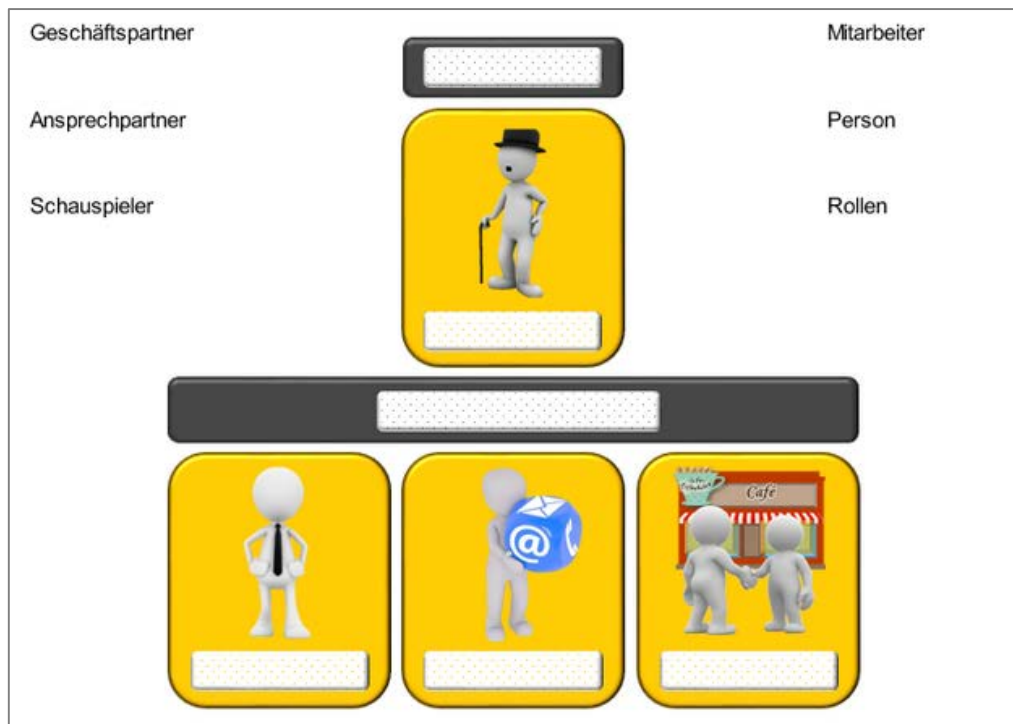 Geschäftspartner
Mitarbeiter
Ansprechpartner
Person
Schauspieler
Rollen
Café
@